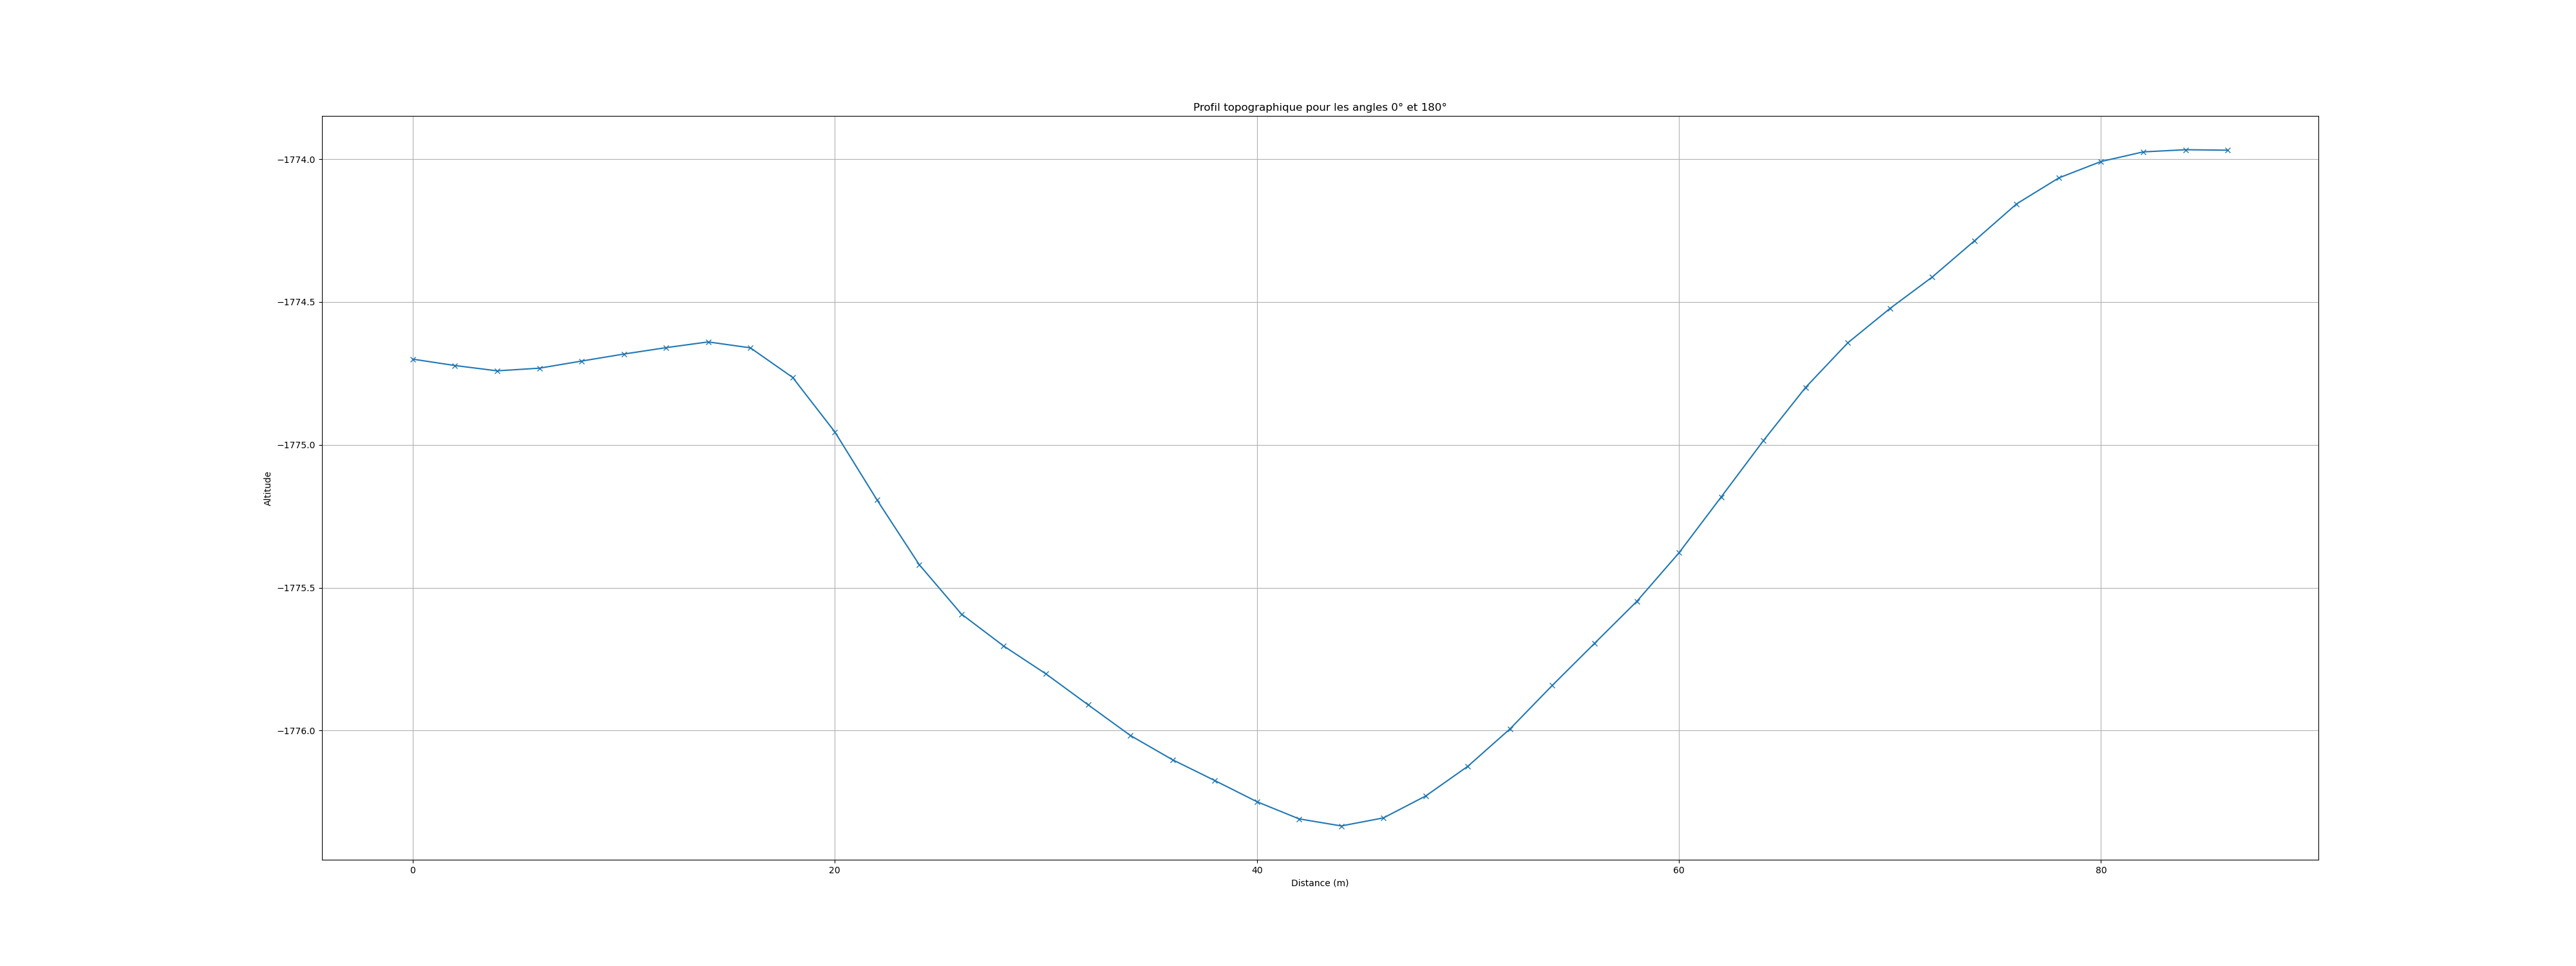 Profil topographique pour les angles 0° et 180°
−1774.0
−1774.5
−1775.0
−1775.5
−1776.0
Altitude
0 20 40 60 80
Distance (m)